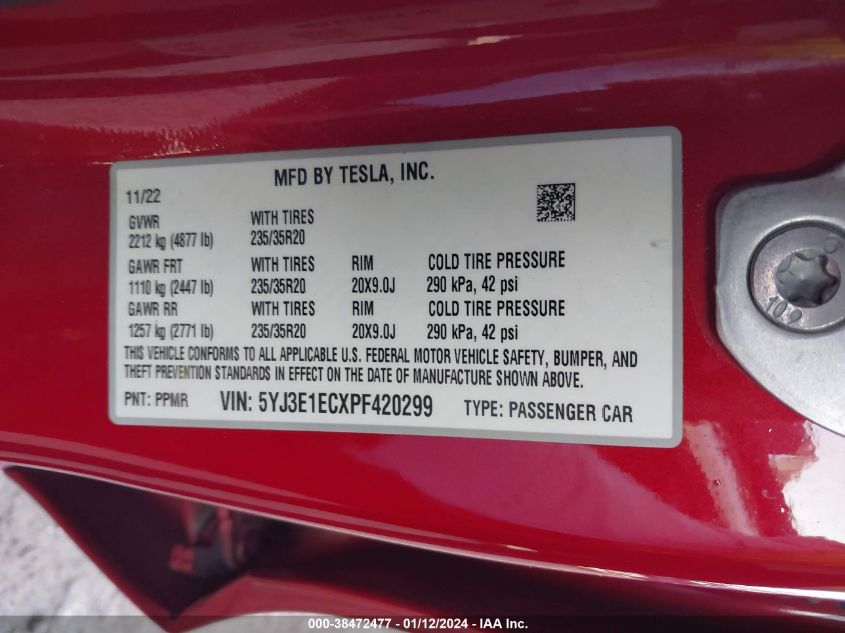 MFD BY TESLA, INC.
11/22
GVWR WITH TIRES
2212 kg (4877 lb) 235/35R20
GAWR FRT WITH TIRES RIM COLD TIRE PRESSURE
1110 kg (2447 lb) 235/35R20 20X9.0J 290 kPa, 42 psi
GAWR RR WITH TIRES RIM COLD TIRE PRESSURE
1257 kg (2771 lb) 235/35R20 20X9.0J 290 kPa, 42 psi
THIS VEHICLE CONFORMS TO ALL APPLICABLE U.S. FEDERAL MOTOR VEHICLE SAFETY, BUMPER, AND
THEFT PREVENTION STANDARDS IN EFFECT ON THE DATE OF MANUFACTURE SHOWN ABOVE.
PNT: PPMR VIN: 5YJ3E1ECXPF420299 TYPE: PASSENGER CAR
000-38472477 - 01/12/2024 - IAA Inc.